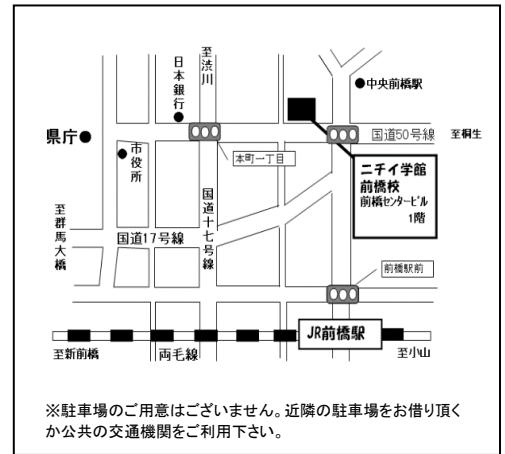 至渋川
日本銀行
中央前橋駅
県庁
国道50号線
至桐生
市役所
本町一丁目
ニチイ学館
前橋校
前橋センタービル
1階
至群馬大橋
国道17号線
国道十七号線
前橋駅前
JR前橋駅
至新前橋
両毛線
至小山
※駐車場のご用意はございません。近隣の駐車場をお借り頂く
か公共の交通機関をご利用下さい。